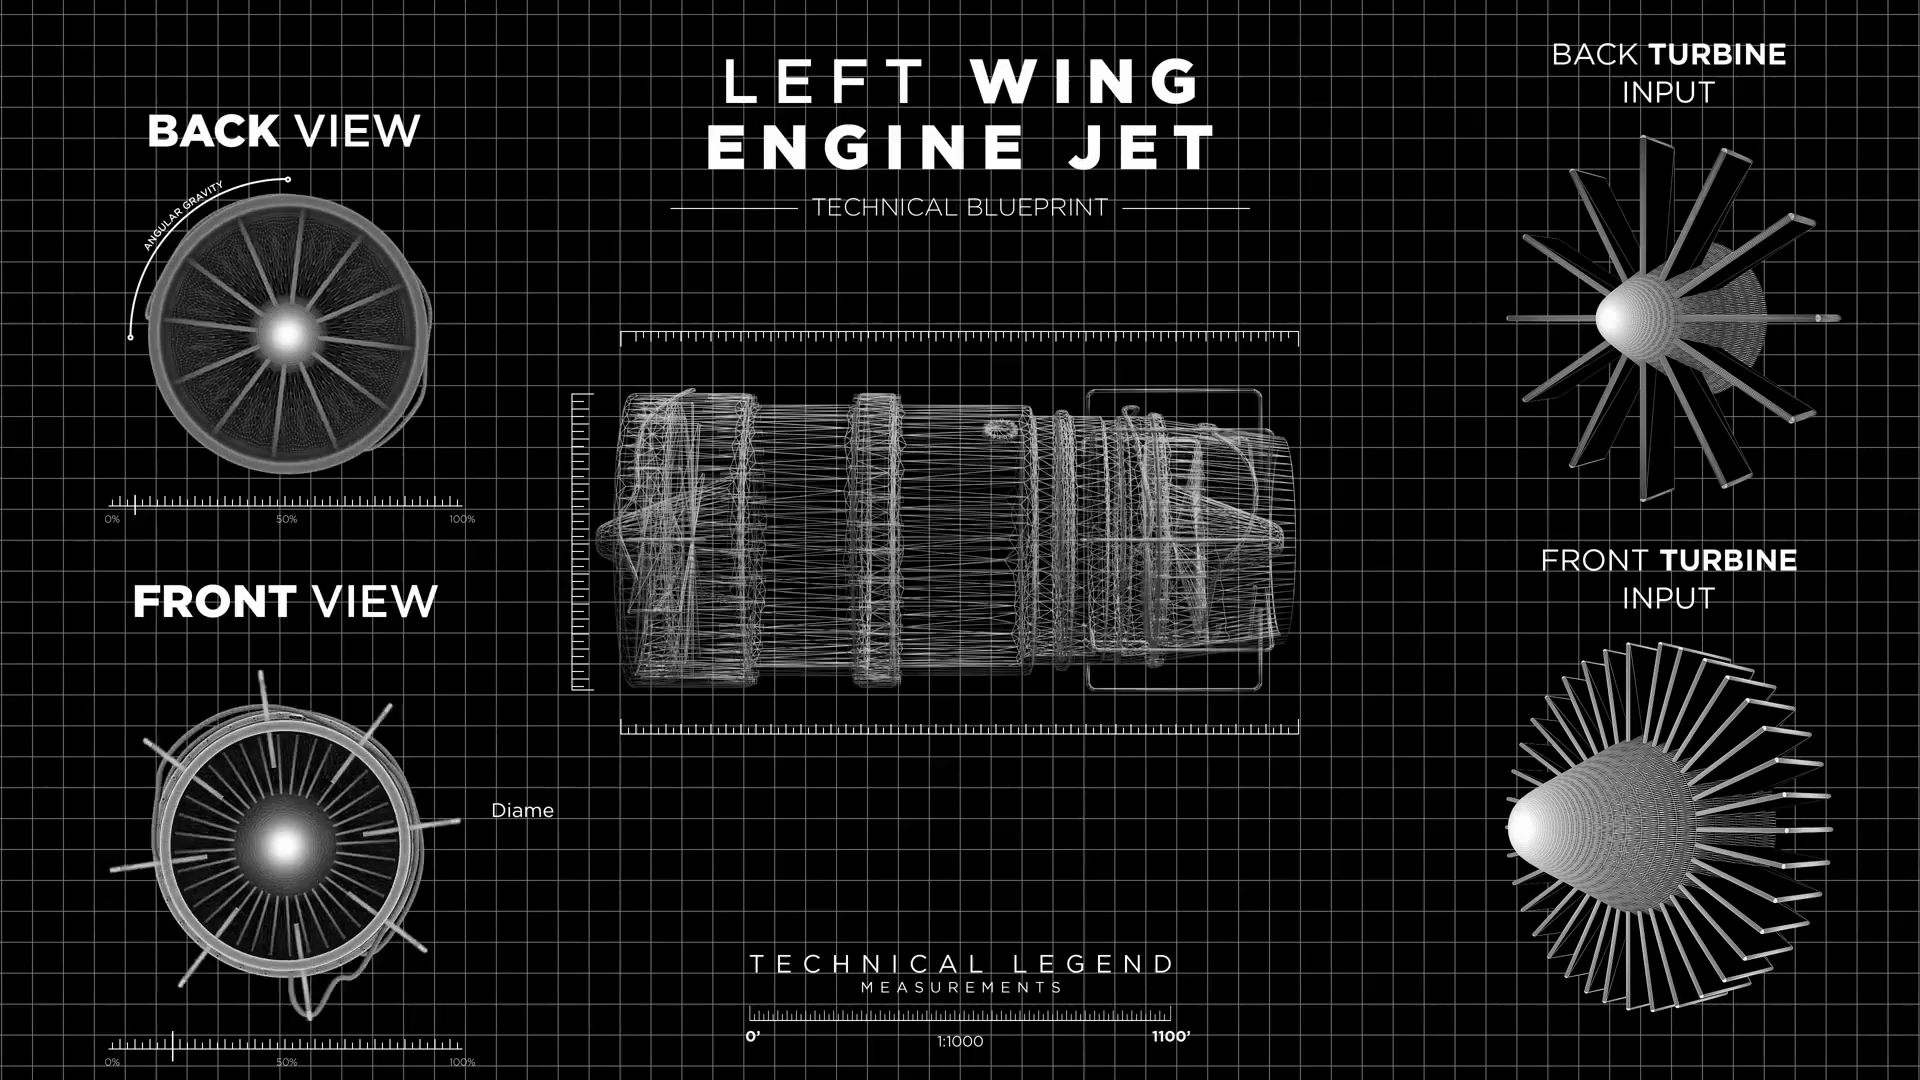 LEFT WING
ENGINE JET
TECHNICAL BLUEPRINT
BACK VIEW
ANGULAR GRAVITY
0% 50% 100%
FRONT VIEW
Diame
0% 50% 100%
BACK TURBINE
INPUT
FRONT TURBINE
INPUT
TECHNICAL LEGEND
MEASUREMENTS
0’ 1:1000 1100’